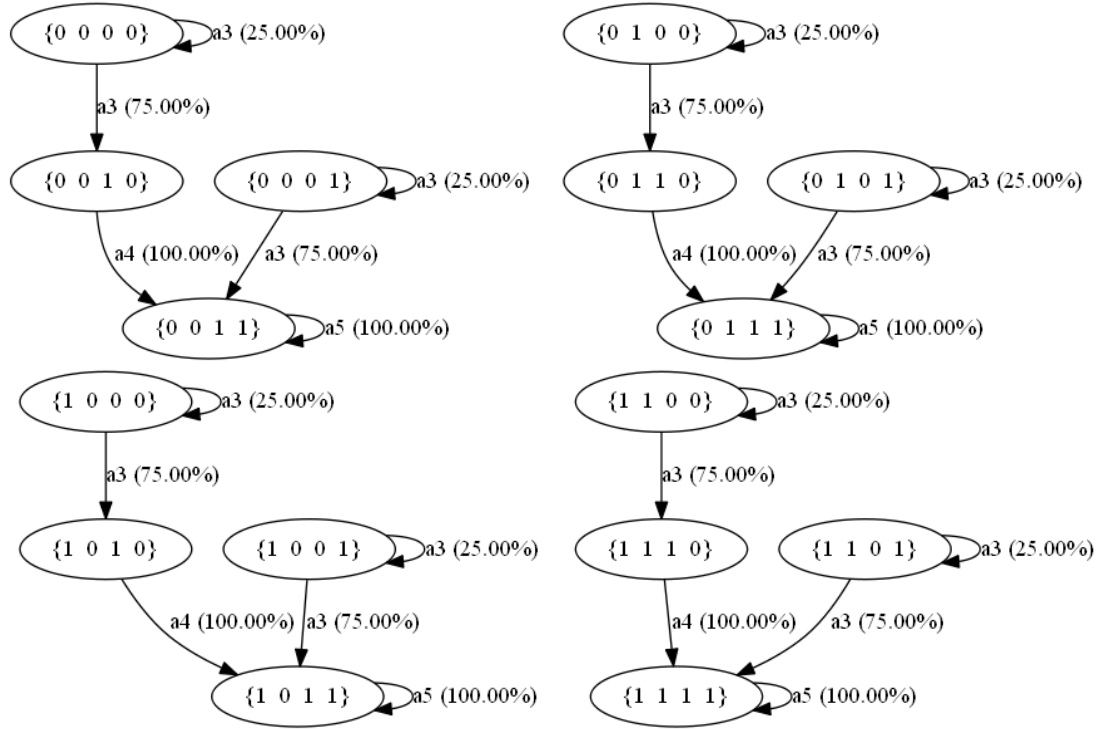 {0 0 0 0}
a3 (25.00%)
{0 1 0 0}
a3 (25.00%)
a3 (75.00%)
a3 (75.00%)
{0 0 1 0}
{0 0 0 1}
a3 (25.00%)
{0 1 1 0}
{0 1 0 1}
a3 (25.00%)
a4 (100.00%)
a3 (75.00%)
a4 (100.00%)
a3 (75.00%)
{0 0 1 1}
a5 (100.00%)
{0 1 1 1}
a5 (100.00%)
{1 0 0 0}
a3 (25.00%)
{1 1 0 0}
a3 (25.00%)
a3 (75.00%)
a3 (75.00%)
{1 0 1 0}
{1 0 0 1}
a3 (25.00%)
{1 1 1 0}
{1 1 0 1}
a3 (25.00%)
a4 (100.00%)
a3 (75.00%)
a4 (100.00%)
a3 (75.00%)
{1 0 1 1}
a5 (100.00%)
{1 1 1 1}
a5 (100.00%)